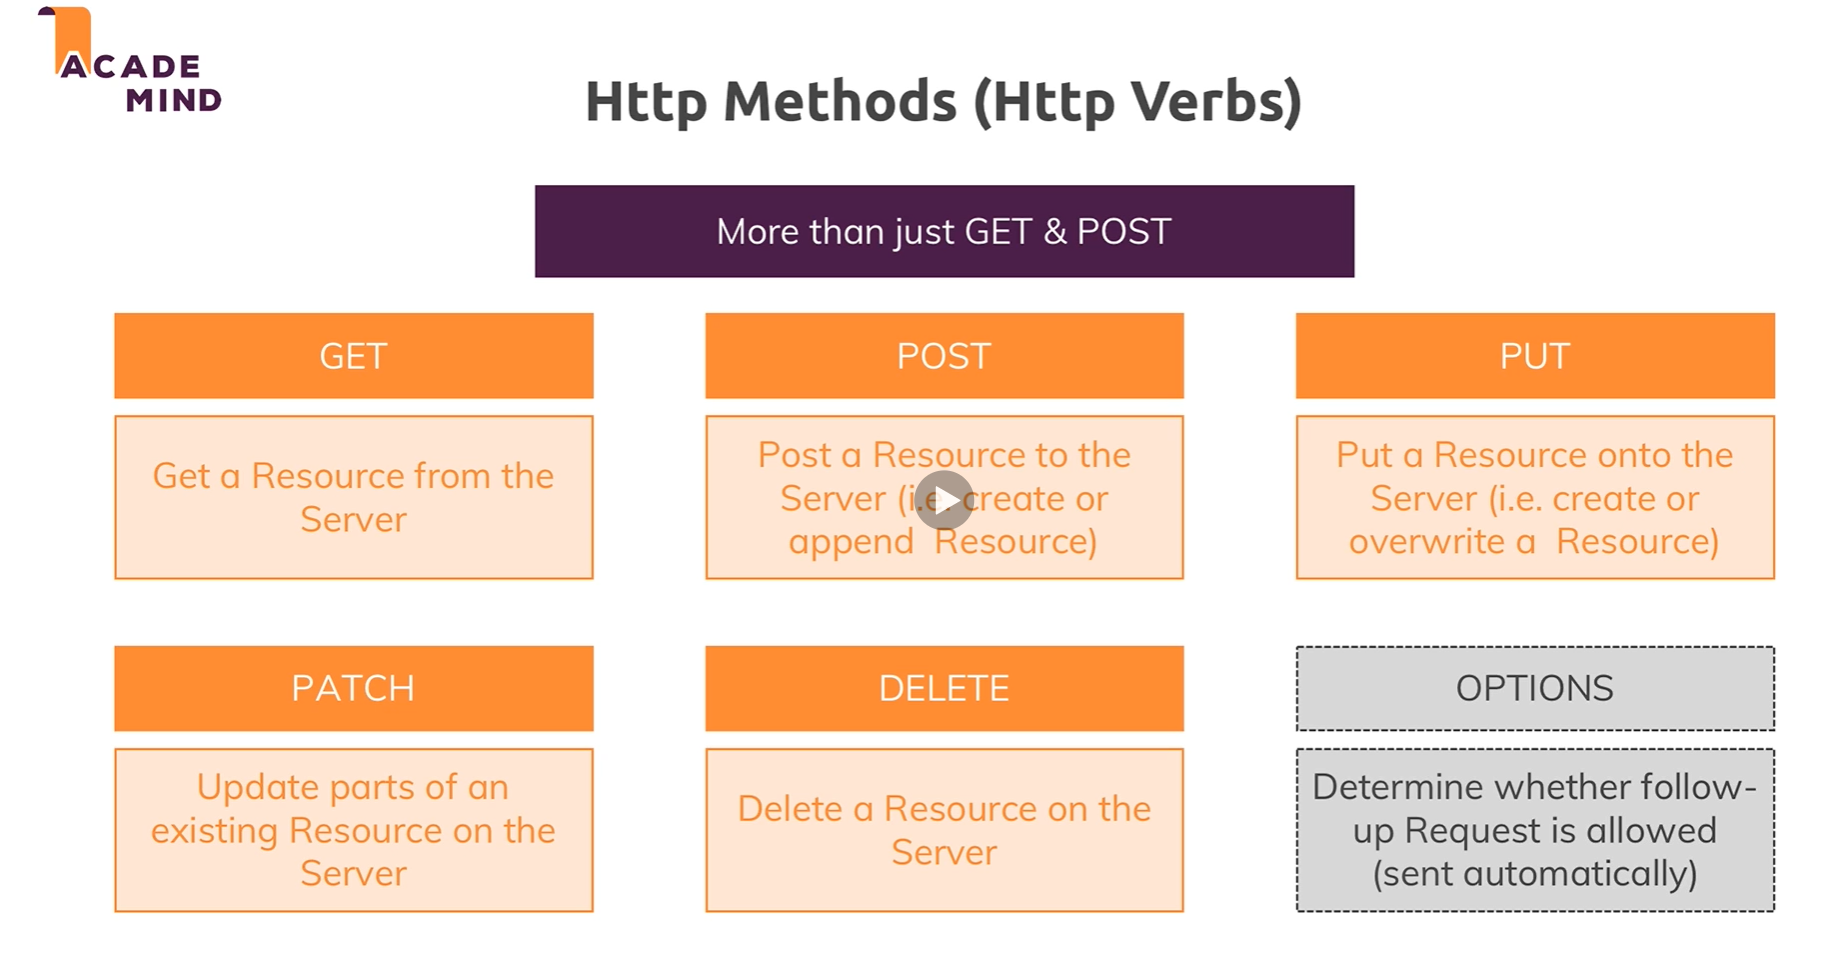 ACADE
MIND
Http Methods (Http Verbs)
More than just GET & POST
GET
POST
PUT
Get a Resource from the
Server
Post a Resource to the
Server (i.e. create or
append Resource)
Put a Resource onto the
Server (i.e. create or
overwrite a Resource)
PATCH
DELETE
OPTIONS
Update parts of an
existing Resource on the
Server
Delete a Resource on the
Server
Determine whether follow-
up Request is allowed
(sent automatically)